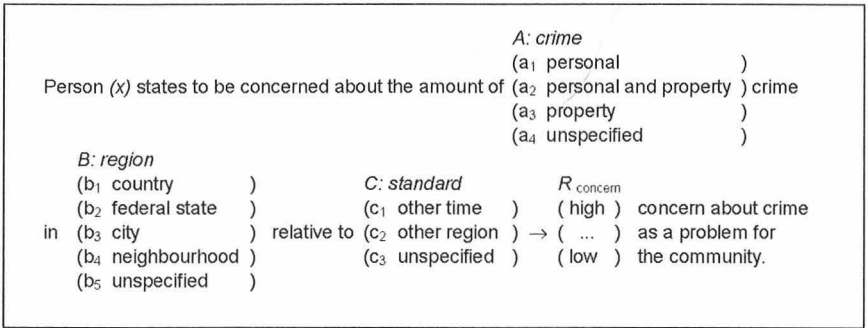 A: crime
(a1 personal )
Person (x) states to be concerned about the amount of (a2 personal and property ) crime
(a3 property )
(a4 unspecified )
B: region
(b1 country ) C: standard R concern
(b2 federal state ) (c1 other time ) ( high ) concern about crime
in (b3 city ) relative to (c2 other region ) → ( ... ) as a problem for
(b4 neighbourhood ) (c3 unspecified ) ( low ) the community.
(b5 unspecified )